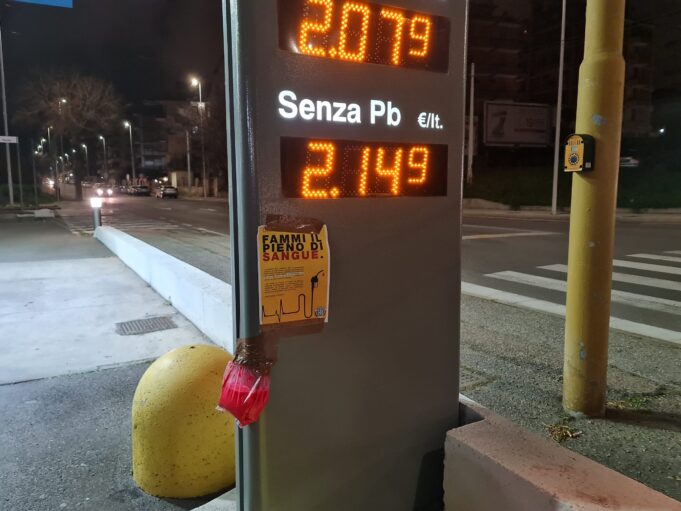 2.07⁹
Senza Pb €/lt.
2.14⁹
FAMMI IL
PIENO DI
SANGUE.